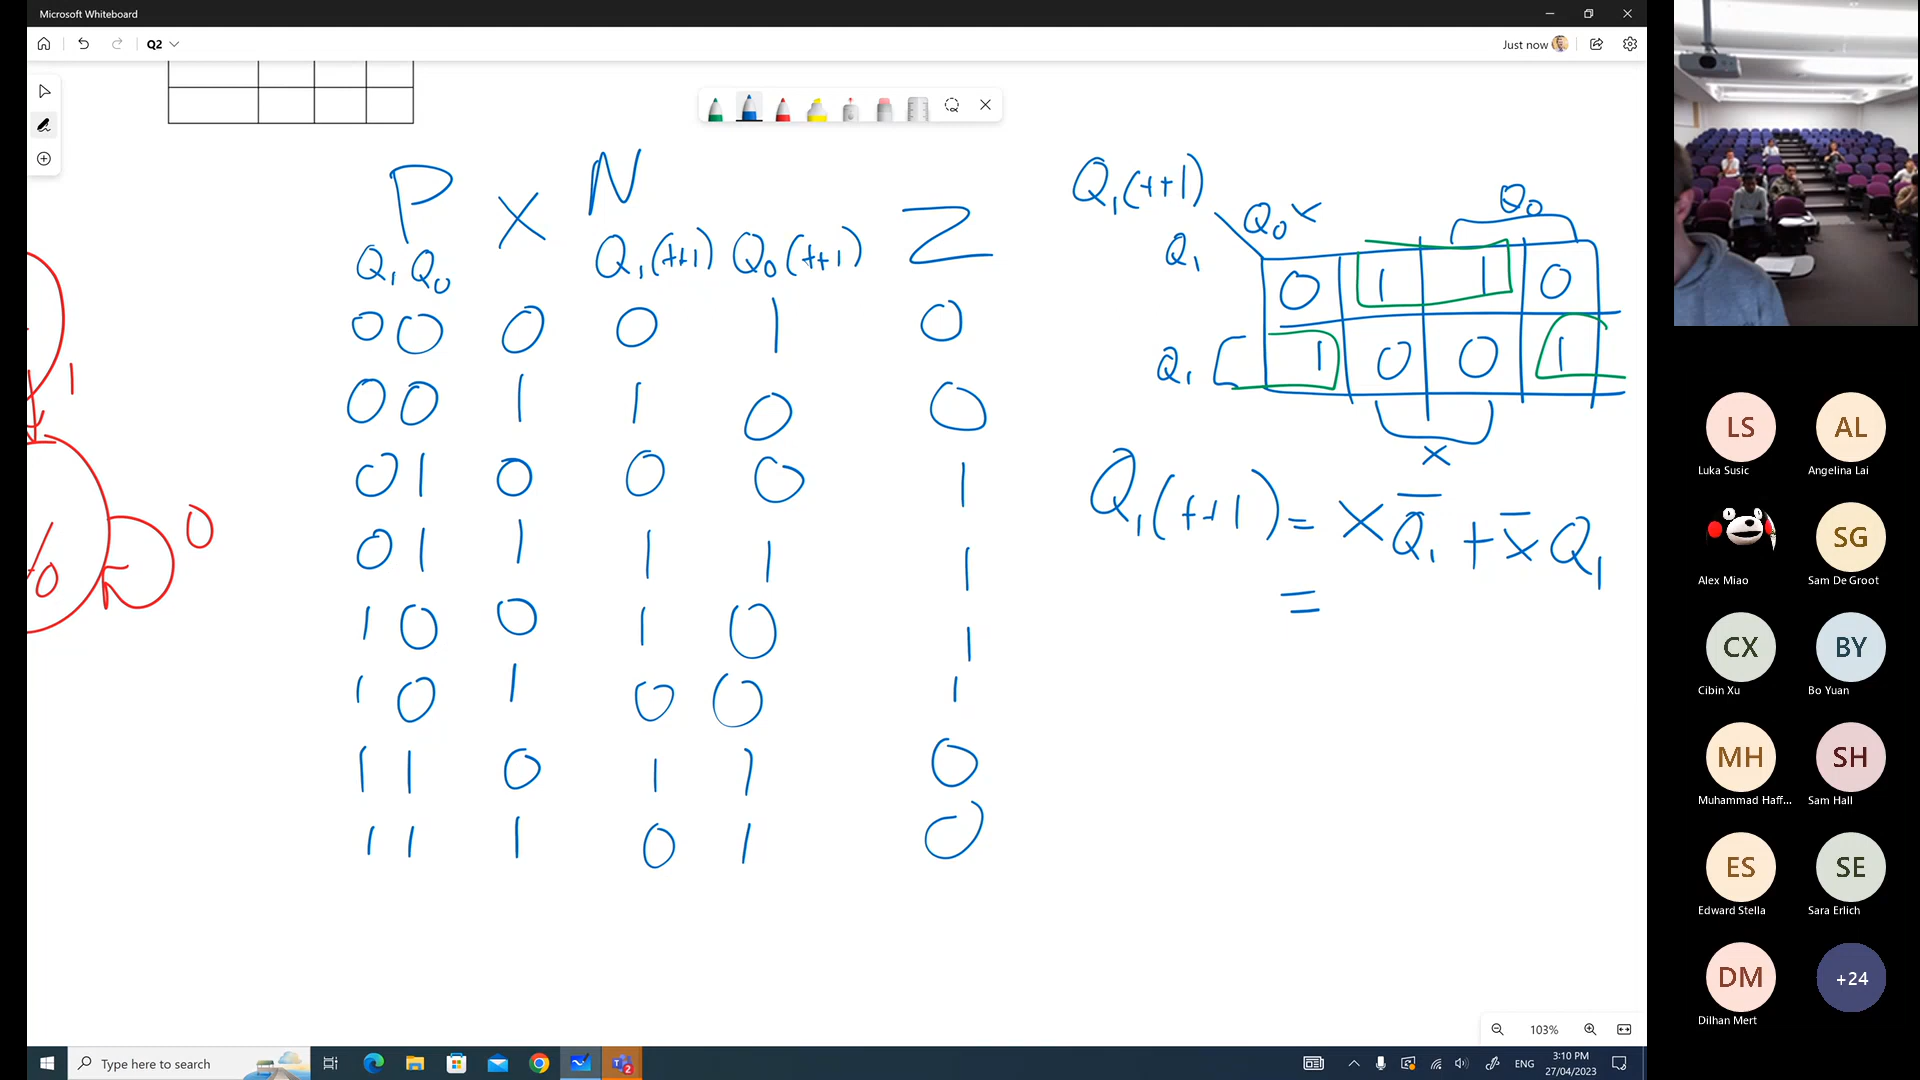 Microsoft Whiteboard
Q2
Just now
P X N Z
Q₁ Q₀ Q₁(t+1) Q₀(t+1)
0 0 0 0 1 0
0 0 1 1 0 0
0 1 0 0 0 1
0 1 1 1 1 1
1 0 0 1 0 1
1 0 1 0 0 1
1 1 0 1 1 0
1 1 1 0 1 0
1
0
/0
Q₁(t+1)
Q₀X
Q₀
Q₁
0 1 1 0
Q₁ 1 0 0 1
X
Q₁(t+1) = XQ̅₁ + X̅Q₁
=
LS
Luka Susic
AL
Angelina Lai
Alex Miao
SG
Sam De Groot
CX
Cibin Xu
BY
Bo Yuan
MH
Muhammad Haff...
SH
Sam Hall
ES
Edward Stella
SE
Sara Erlich
DM
Dilhan Mert
+24
103%
Type here to search
2
ENG
3:10 PM
27/04/2023